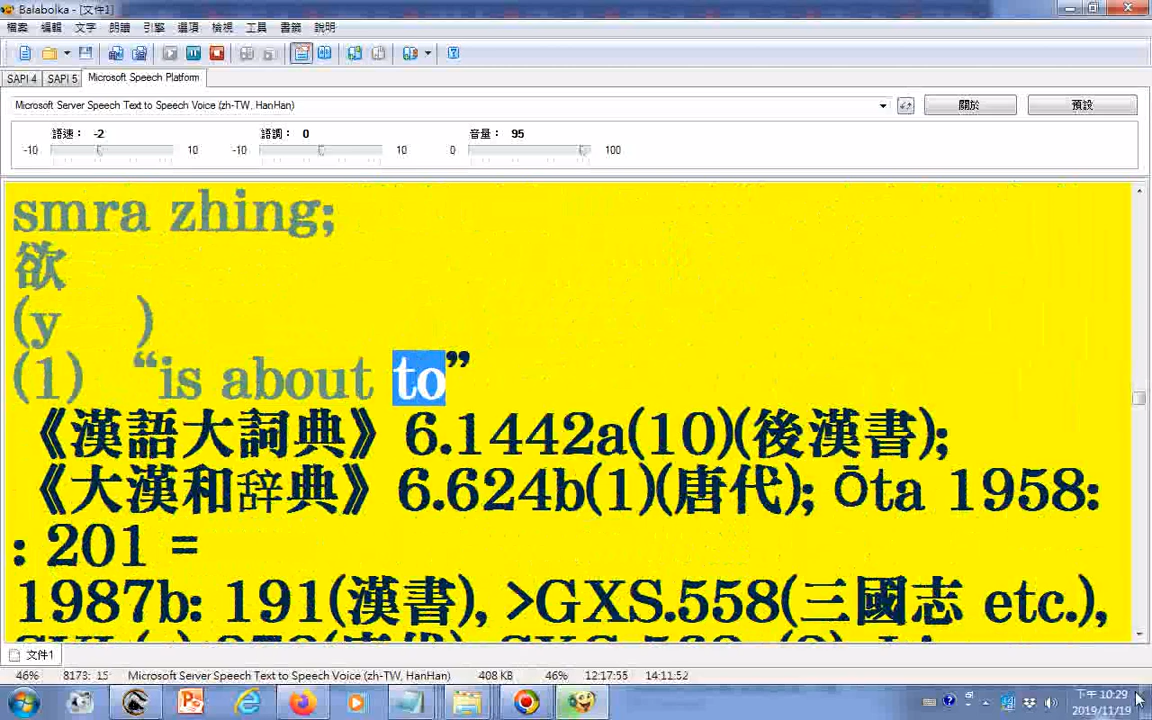 Balabolka - [文件1]
檔案 編輯 文字 朗讀 引擎 選項 檢視 工具 書籤 說明
SAPI 4 SAPI 5 Microsoft Speech Platform
Microsoft Server Speech Text to Speech Voice (zh-TW, HanHan) 關於 預設
語速： -2 語調： 0 音量： 95
-10 10 -10 10 0 100
smra zhing;
欲
(y )
(1) “is about to”
《漢語大詞典》 6.1442a(10)(後漢書);
《大漢和辞典》 6.624b(1)(唐代); Ōta 1958:
: 201 =
1987b: 191(漢書), >GXS.558(三國志 etc.),
文件1
46% 8173: 15 Microsoft Server Speech Text to Speech Voice (zh-TW, HanHan) 408 KB 46% 12:17:55 14:11:52
下午 10:29
2019/11/19